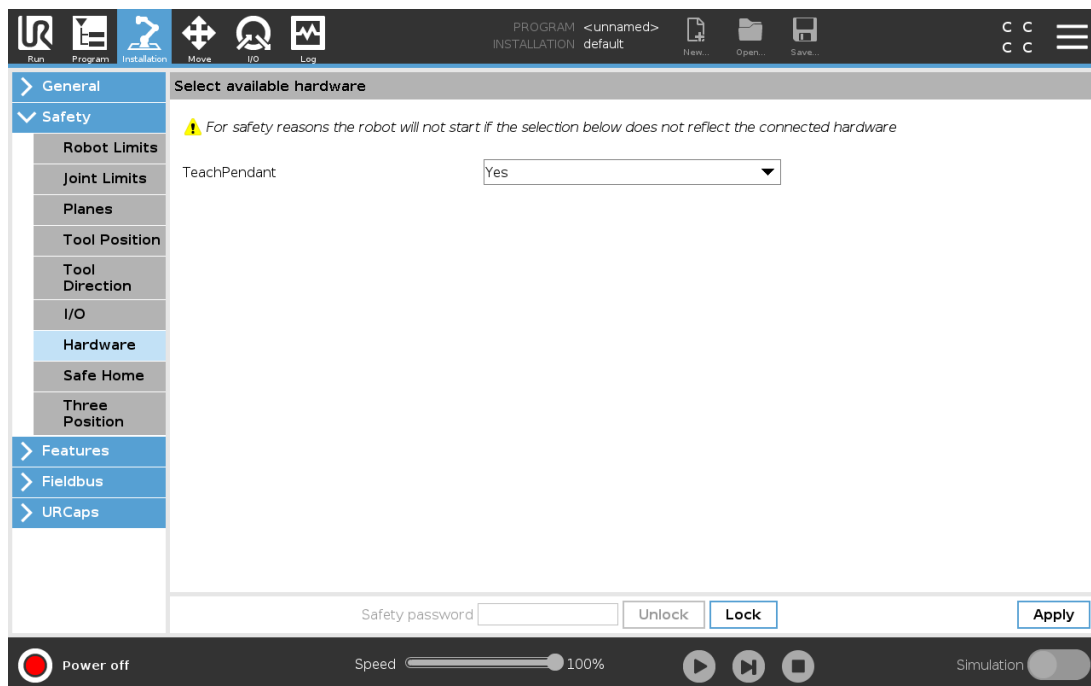 PROGRAM <unnamed>
INSTALLATION default
C C
C C
Run Program Installation Move I/O Log New... Open... Save...
General
Safety
Robot Limits
Joint Limits
Planes
Tool Position
Tool
Direction
I/O
Hardware
Safe Home
Three
Position
Features
Fieldbus
URCaps
Select available hardware
For safety reasons the robot will not start if the selection below does not reflect the connected hardware
TeachPendant Yes
Safety password Unlock Lock Apply
Power off Speed 100% Simulation